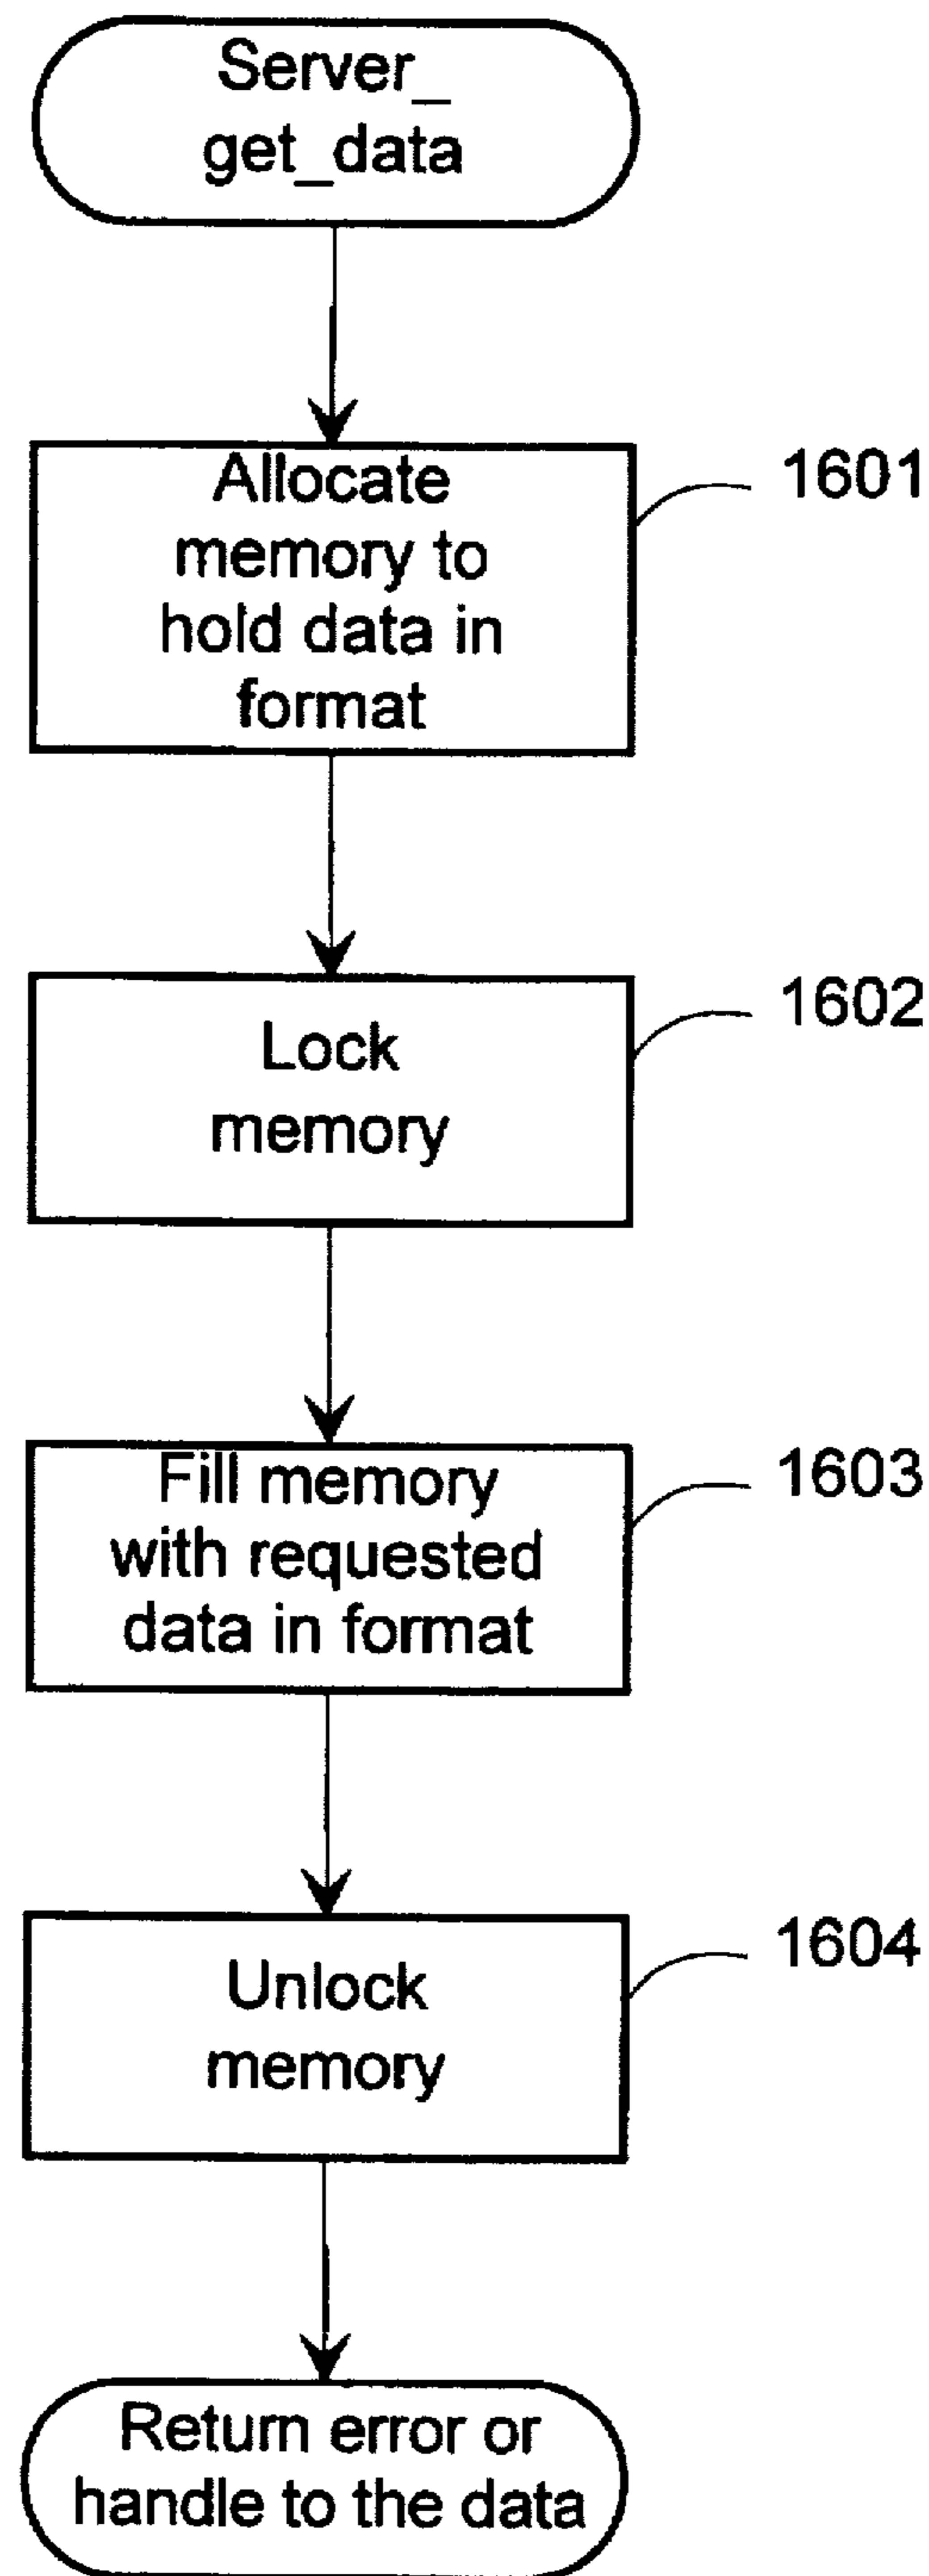 Server_
get_data
Allocate
memory to
hold data in
format
1601
Lock
memory
1602
Fill memory
with requested
data in format
1603
Unlock
memory
1604
Return error or
handle to the data